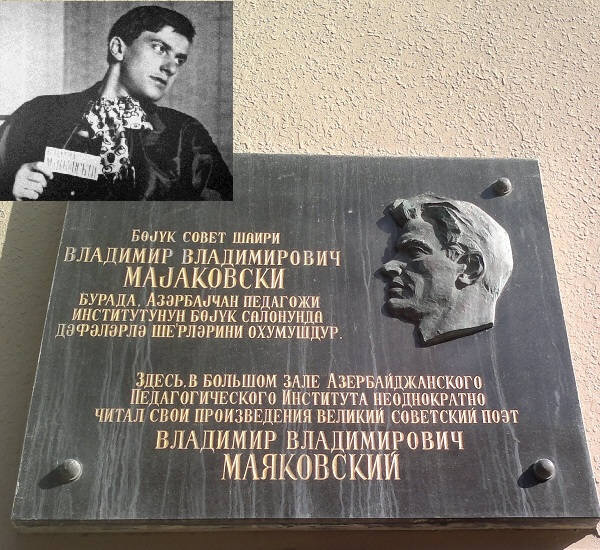 БөЈҮК СОВЕТ ШАИРИ
ВЛАДИМИР ВЛАДИМИРОВИЧ
МАЈАКОВСКИ
БУРАДА, АЗӘРБАЈЧАН ПЕДАГОЖИ
ИНСТИТУТУНУН БӨЈҮК САЛОНУНДА
ДӘФӘЛӘРЛӘ ШЕ'РЛӘРИНИ ОХУМУШДУР.
ЗДЕСЬ, В БОЛЬШОМ ЗАЛЕ АЗЕРБАЙДЖАНСКОГО
ПЕДАГОГИЧЕСКОГО ИНСТИТУТА НЕОДНОКРАТНО
ЧИТАЛ СВОИ ПРОИЗВЕДЕНИЯ ВЕЛИКИЙ СОВЕТСКИЙ ПОЭТ
ВЛАДИМИР ВЛАДИМИРОВИЧ
МАЯКОВСКИЙ